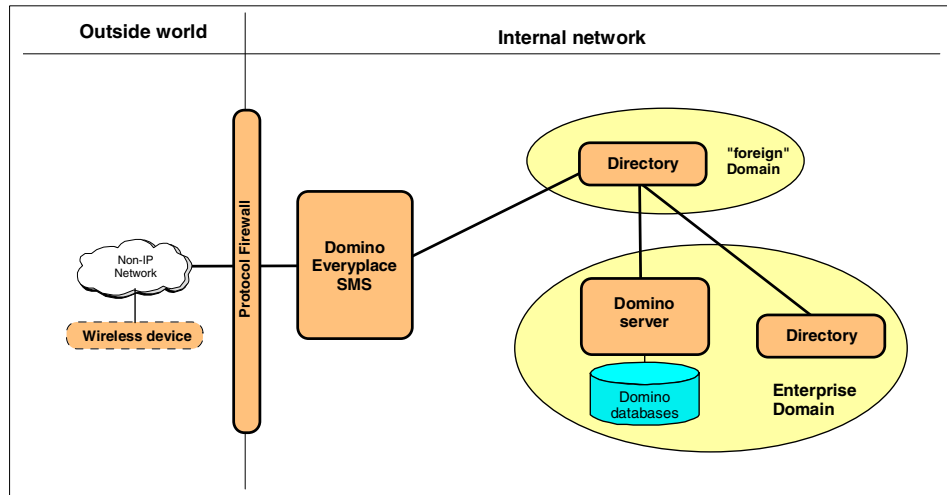 Outside world
Internal network
Protocol Firewall
Non-IP
Network
Wireless device
Domino
Everyplace
SMS
Directory
"foreign"
Domain
Domino
server
Directory
Domino
databases
Enterprise
Domain